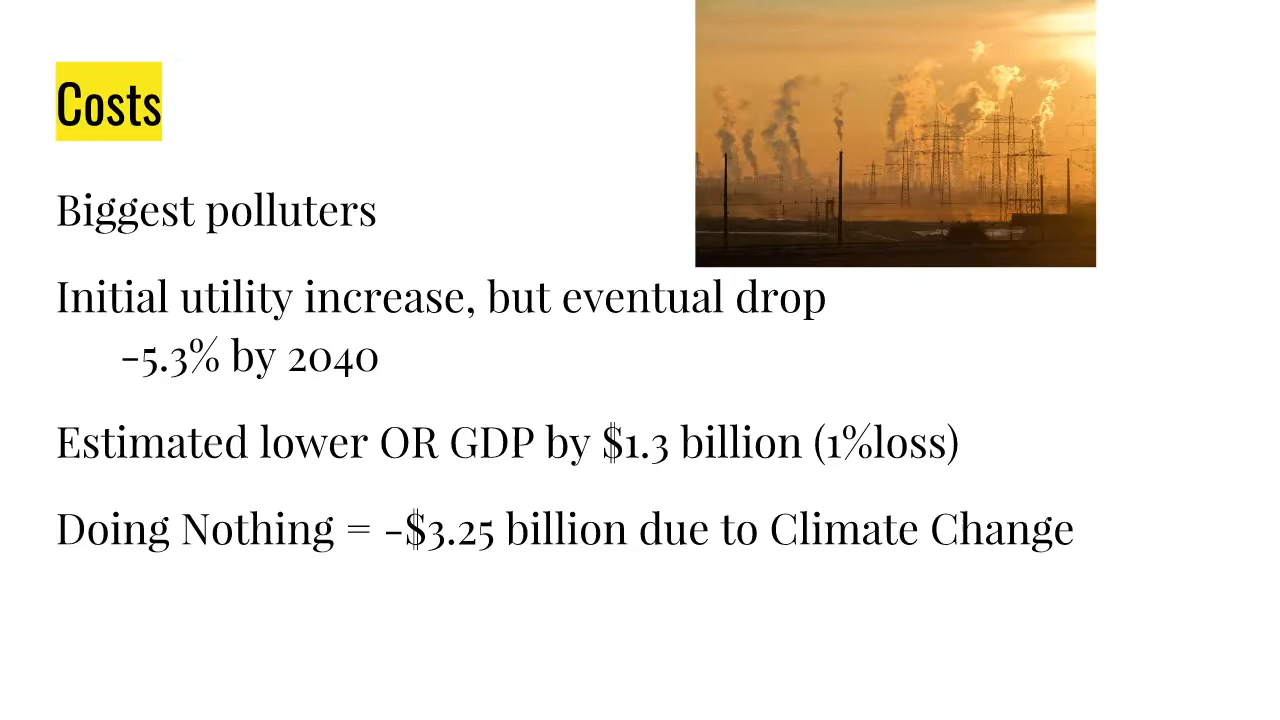 Costs
Biggest polluters
Initial utility increase, but eventual drop
-5.3% by 2040
Estimated lower OR GDP by $1.3 billion (1%loss)
Doing Nothing = -$3.25 billion due to Climate Change